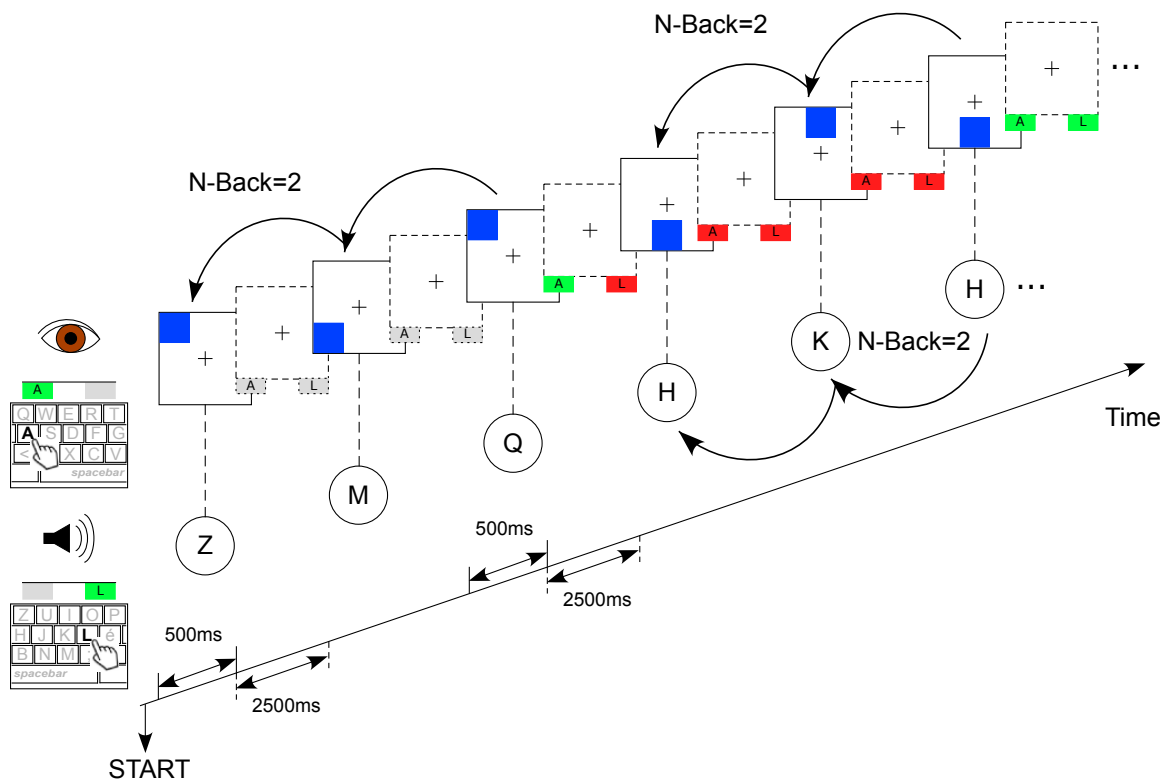 N-Back=2
...
A L
N-Back=2
A L
A L
A L
A L
A L
H ...
K
N-Back=2
H
Time
Q
M
Z
A
Q W E R T
A S D F G
< X C V
spacebar
L
Z U I O P
H J K L é
B N M ;
spacebar
500ms
2500ms
500ms
2500ms
START